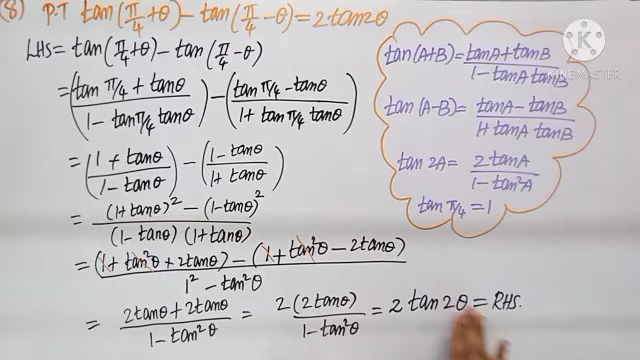 (8) P.T tan(π/4+θ)-tan(π/4-θ)=2tan2θ
LHS=tan(π/4+θ)-tan(π/4-θ)
=(tan π/4 + tanθ / 1 - tanπ/4 tanθ) - (tan π/4 - tanθ / 1 + tan π/4 tanθ)
=(1+tanθ / 1-tanθ) - (1-tanθ / 1+tanθ)
= (1+tanθ)² - (1-tanθ)² / (1-tanθ) (1+tanθ)
= (1+tan²θ + 2tanθ) - (1+tan²θ - 2tanθ) / 1² - tan²θ
= 2tanθ + 2tanθ / 1-tan²θ = 2(2tanθ) / 1-tan²θ = 2 tan2θ = RHS.
tan(A+B)= tanA+tanB / 1-tanA tanB
tan(A-B)= tanA-tanB / 1+tanA tanB
tan 2A= 2tanA / 1-tan²A
tan π/4 = 1
KINEMASTER